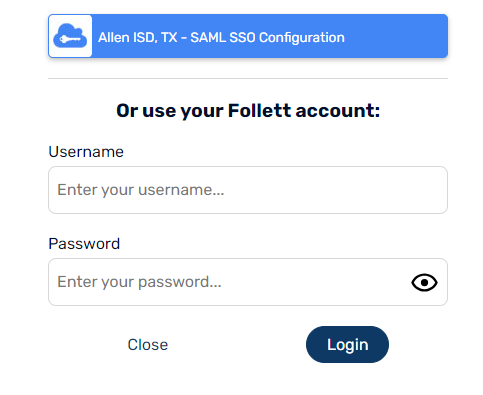 Allen ISD, TX - SAML SSO Configuration
Or use your Follett account:
Username
Enter your username...
Password
Enter your password...
Close
Login